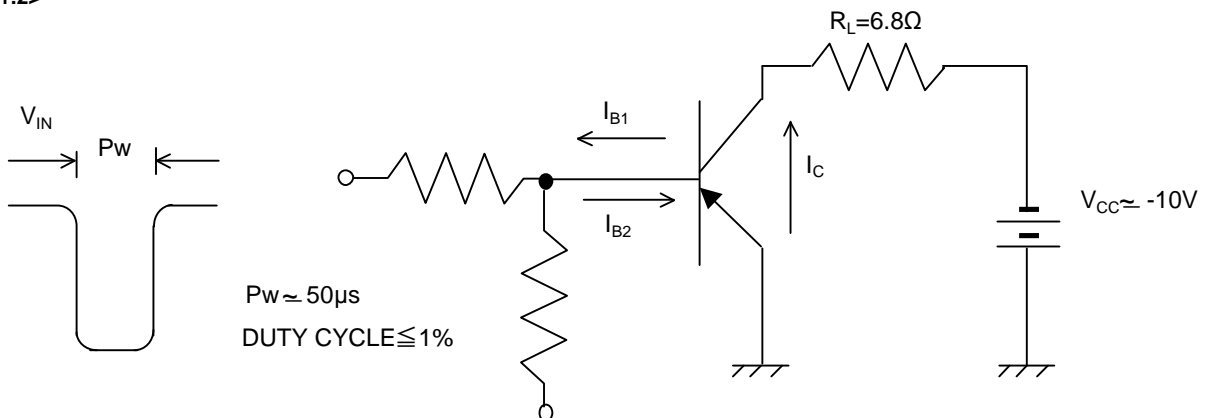 R_L=6.8Ω
V_IN
Pw
I_B1
I_B2
I_C
V_CC≃ -10V
Pw≃50µs
DUTY CYCLE≦1%